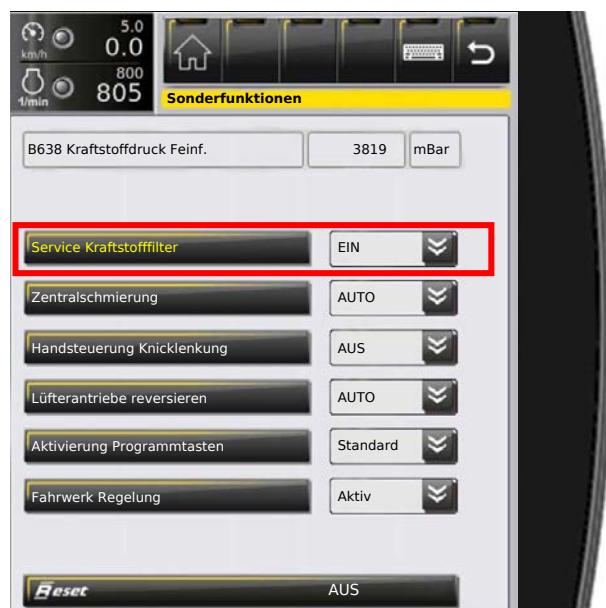 5.0
km/h 0.0
800
1/min 805
Sonderfunktionen
B638 Kraftstoffdruck Feinf. 3819 mBar
Service Kraftstofffilter EIN
Zentralschmierung AUTO
Handsteuerung Knicklenkung AUS
Lüfterantriebe reversieren AUTO
Aktivierung Programmtasten Standard
Fahrwerk Regelung Aktiv
Reset AUS